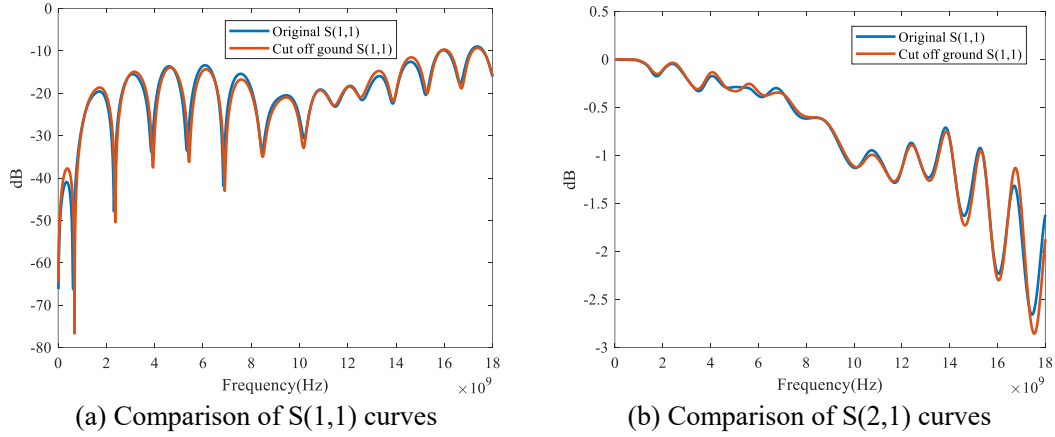 0
-10
-20
-30
-40
-50
-60
-70
-80
dB
Original S(1,1)
Cut off gound S(1,1)
0 2 4 6 8 10 12 14 16 18
Frequency(Hz)
×10⁹
(a) Comparison of S(1,1) curves
0.5
0
-0.5
-1
-1.5
-2
-2.5
-3
dB
Original S(1,1)
Cut off ground S(1,1)
0 2 4 6 8 10 12 14 16 18
Frequency(Hz)
×10⁹
(b) Comparison of S(2,1) curves